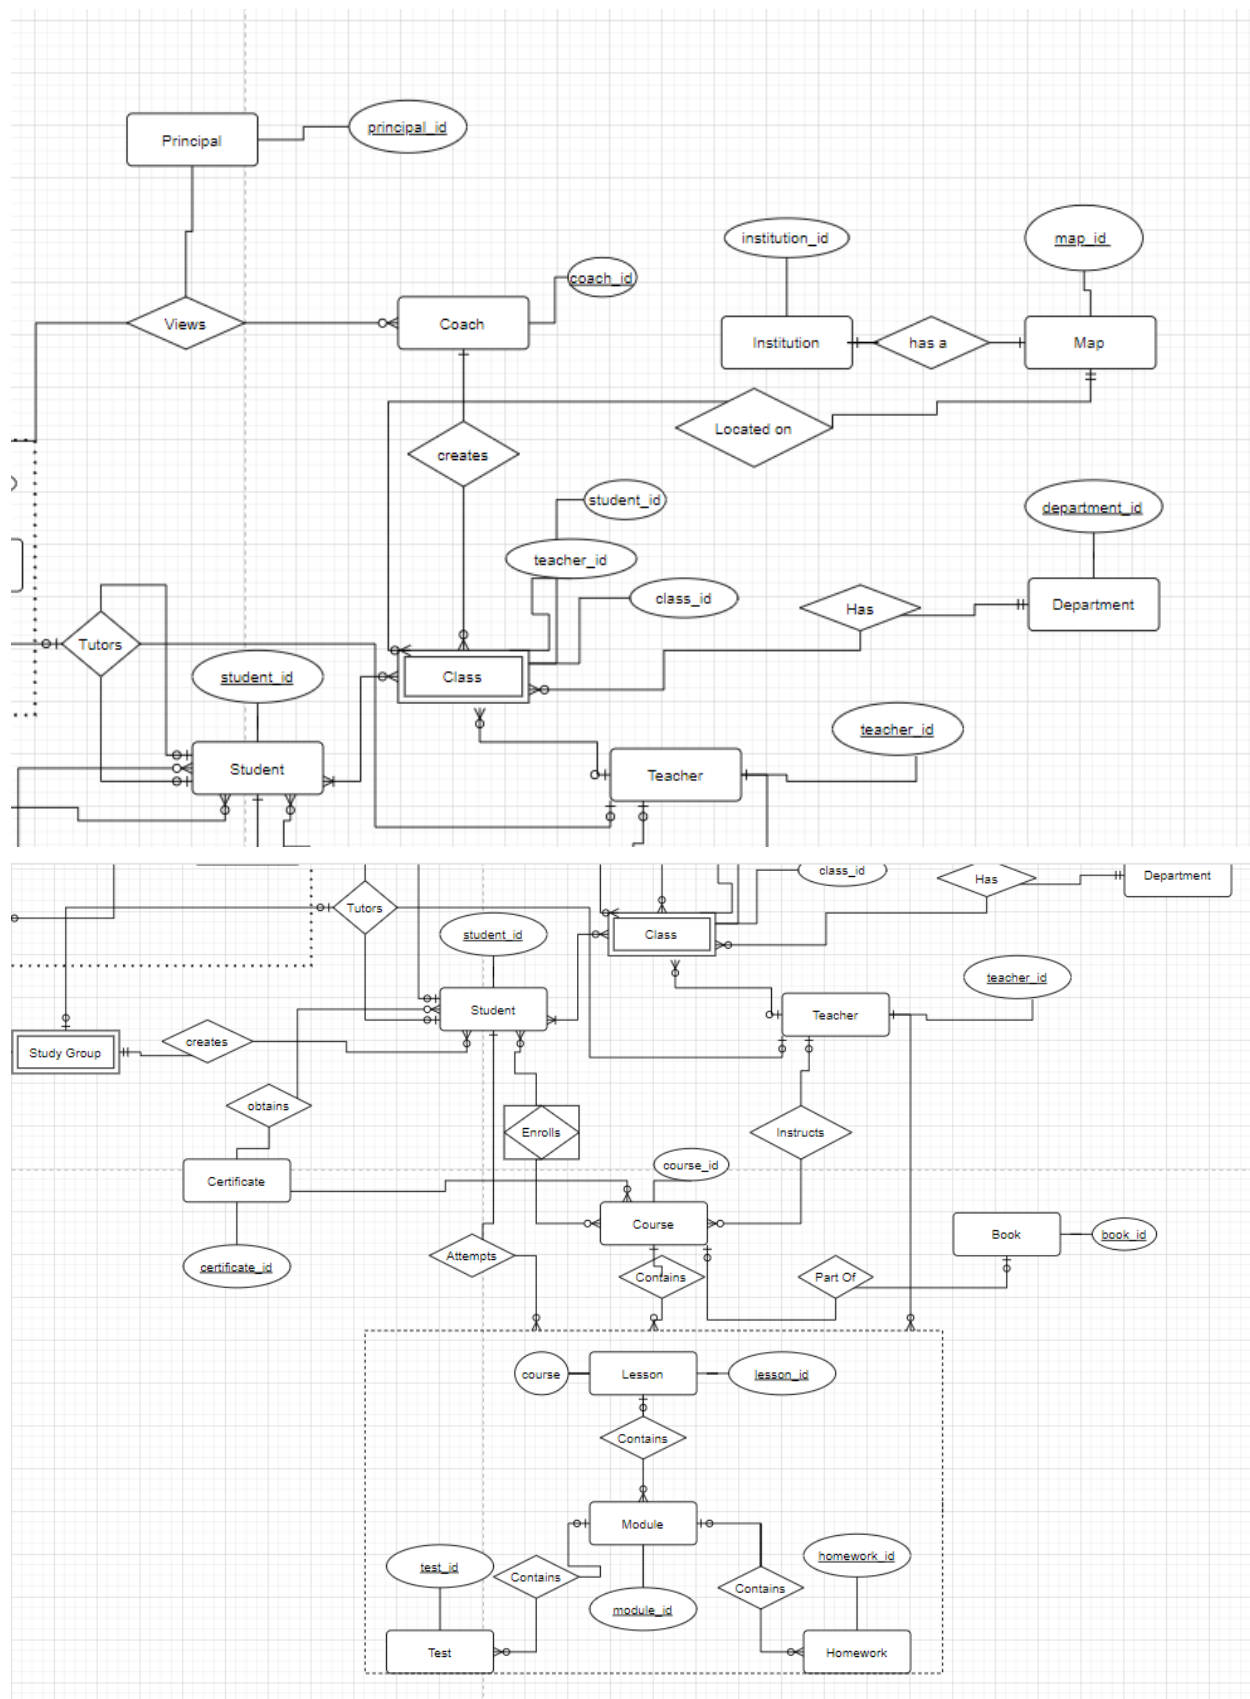 principal_id
Principal
institution_id
map_id
coach_id
Views
Coach
Institution
has a
Map
Located on
creates
student_id
department_id
teacher_id
class_id
Has
Department
Tutors
student_id
Class
teacher_id
Student
Teacher
class_id
Has
Department
Tutors
student_id
Class
teacher_id
Student
Teacher
Study Group
creates
obtains
Enrolls
Instructs
course_id
Certificate
Course
Book
book_id
certificate_id
Attempts
Contains
Part Of
course
Lesson
lesson_id
Contains
Module
test_id
homework_id
Contains
Contains
module_id
Test
Homework